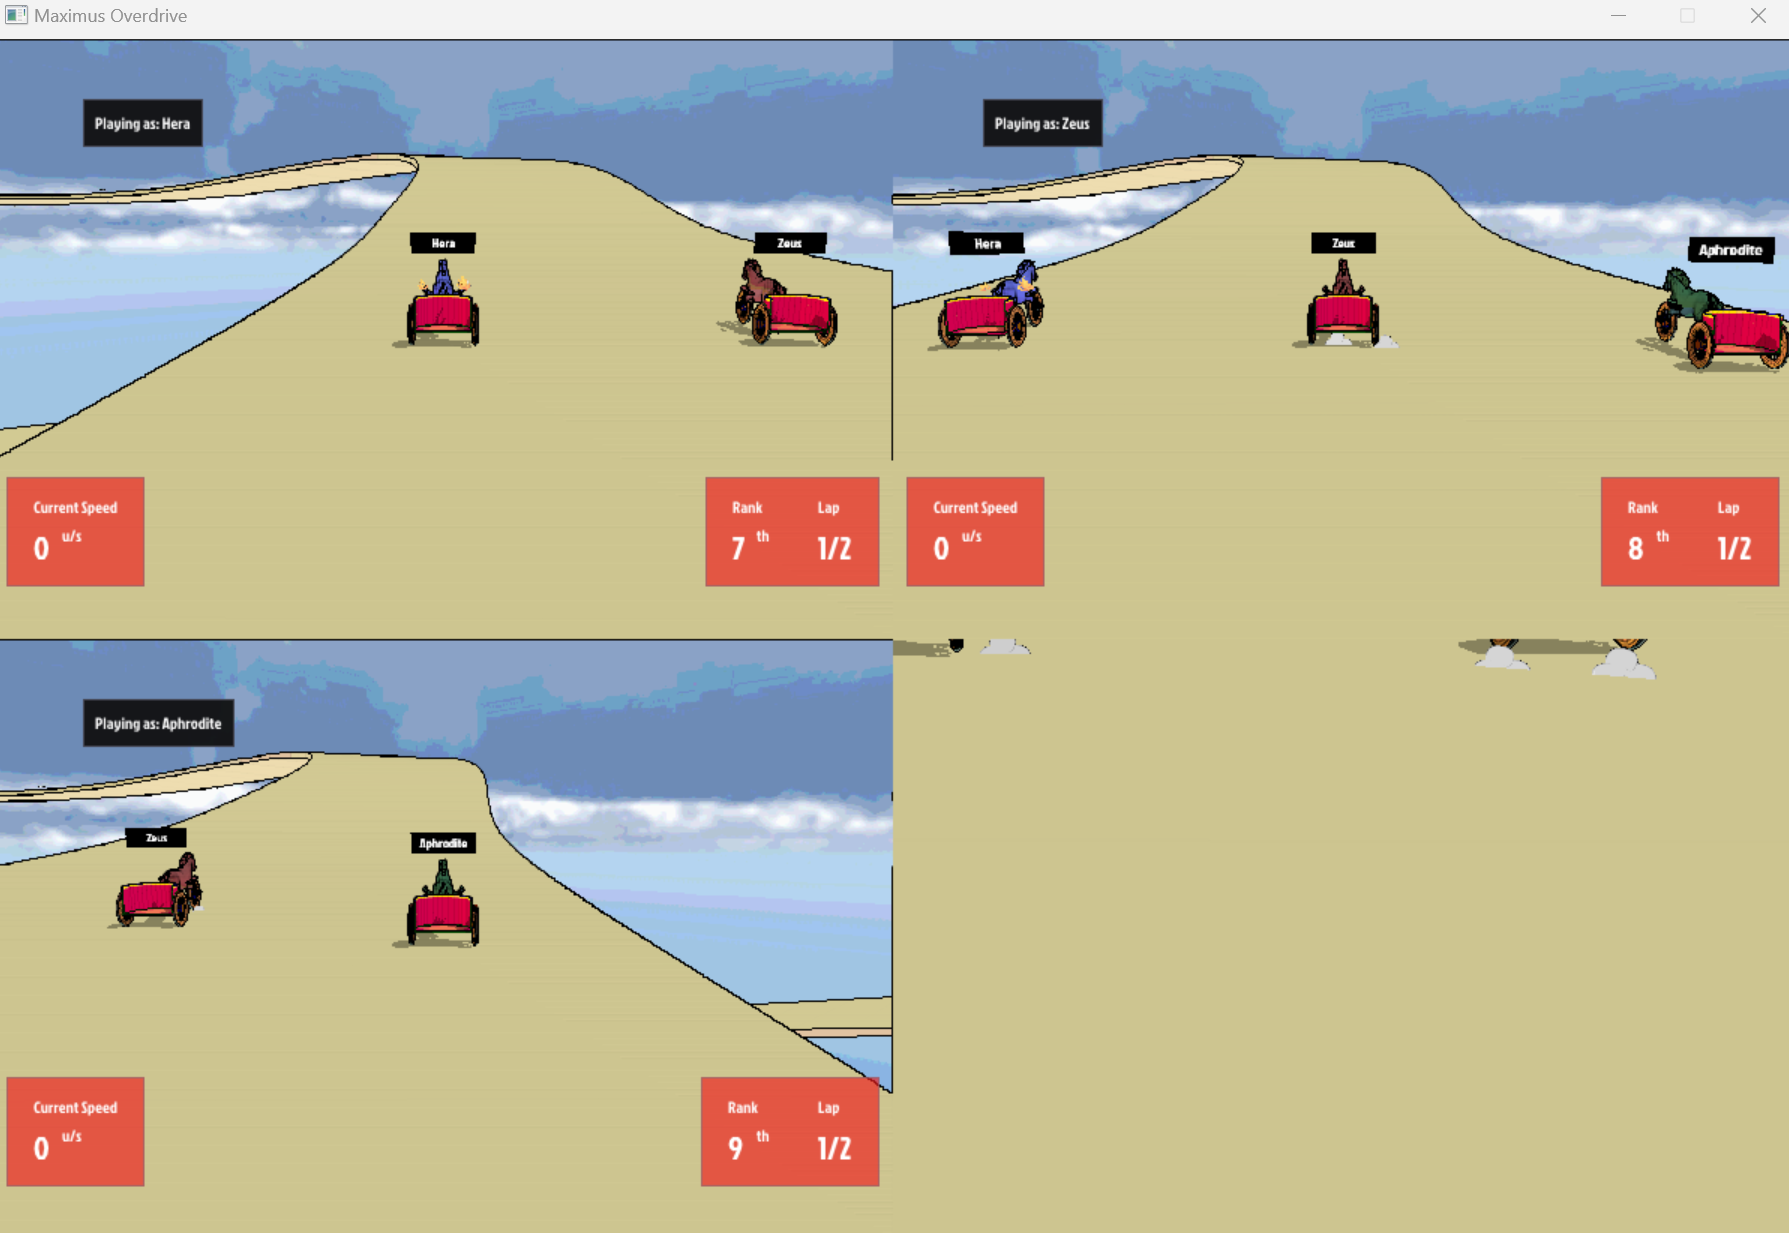 Maximus Overdrive
Playing as: Hera
Hera
Zeus
Current Speed
0 u/s
Rank Lap
7 th 1/2
Playing as: Zeus
Hera
Zeus
Aphrodite
Current Speed
0 u/s
Rank Lap
8 th 1/2
Playing as: Aphrodite
Zeus
Aphrodite
Current Speed
0 u/s
Rank Lap
9 th 1/2